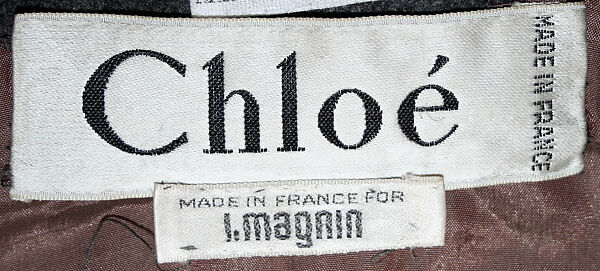 Chloé
MADE IN FRANCE
MADE IN FRANCE FOR
I. magnin